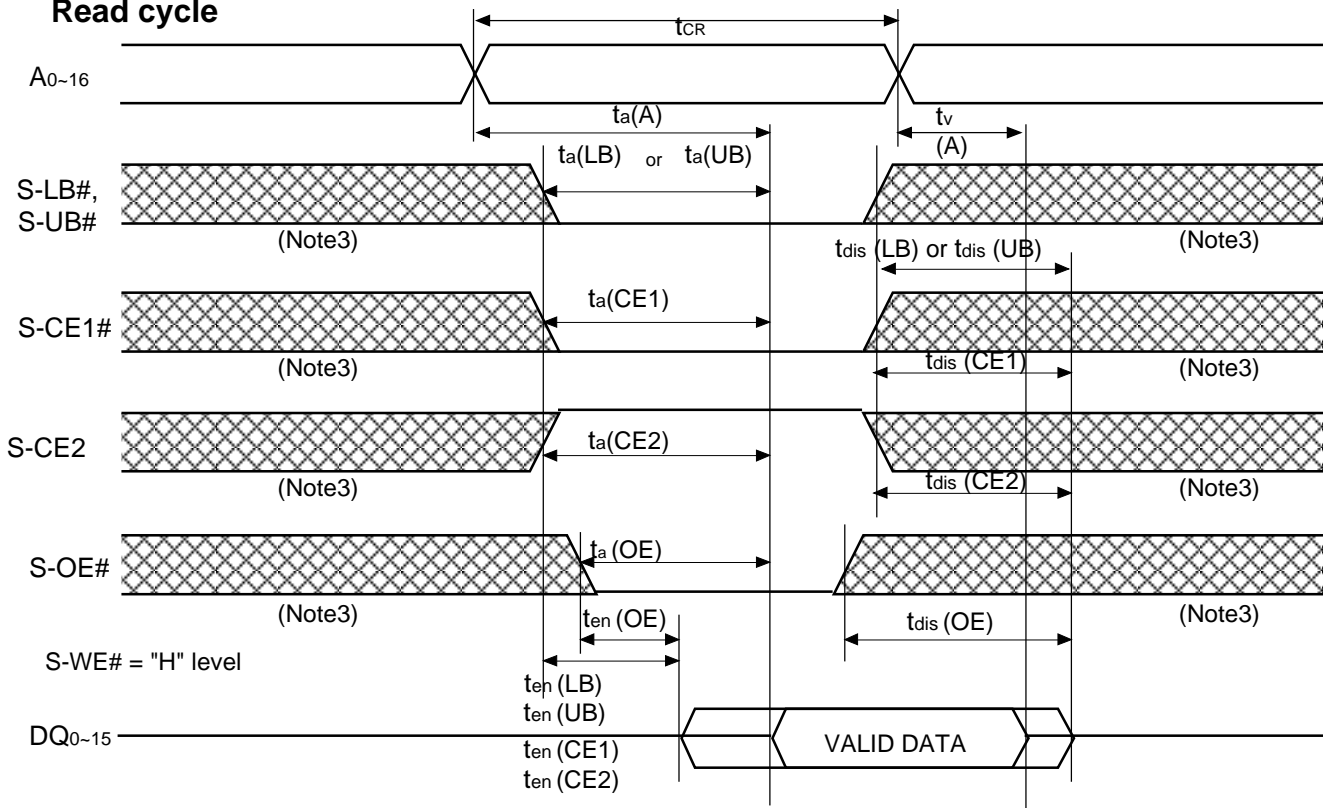 Read cycle
tCR
A0~16
ta(A)
tv
(A)
ta(LB) or ta(UB)
S-LB#,
S-UB#
(Note3)
(Note3)
tdis (LB) or tdis (UB)
ta(CE1)
S-CE1#
(Note3)
tdis (CE1)
(Note3)
S-CE2
ta(CE2)
(Note3)
tdis (CE2)
(Note3)
ta (OE)
S-OE#
(Note3)
ten (OE)
tdis (OE)
(Note3)
S-WE# = "H" level
ten (LB)
ten (UB)
DQ0~15
VALID DATA
ten (CE1)
ten (CE2)